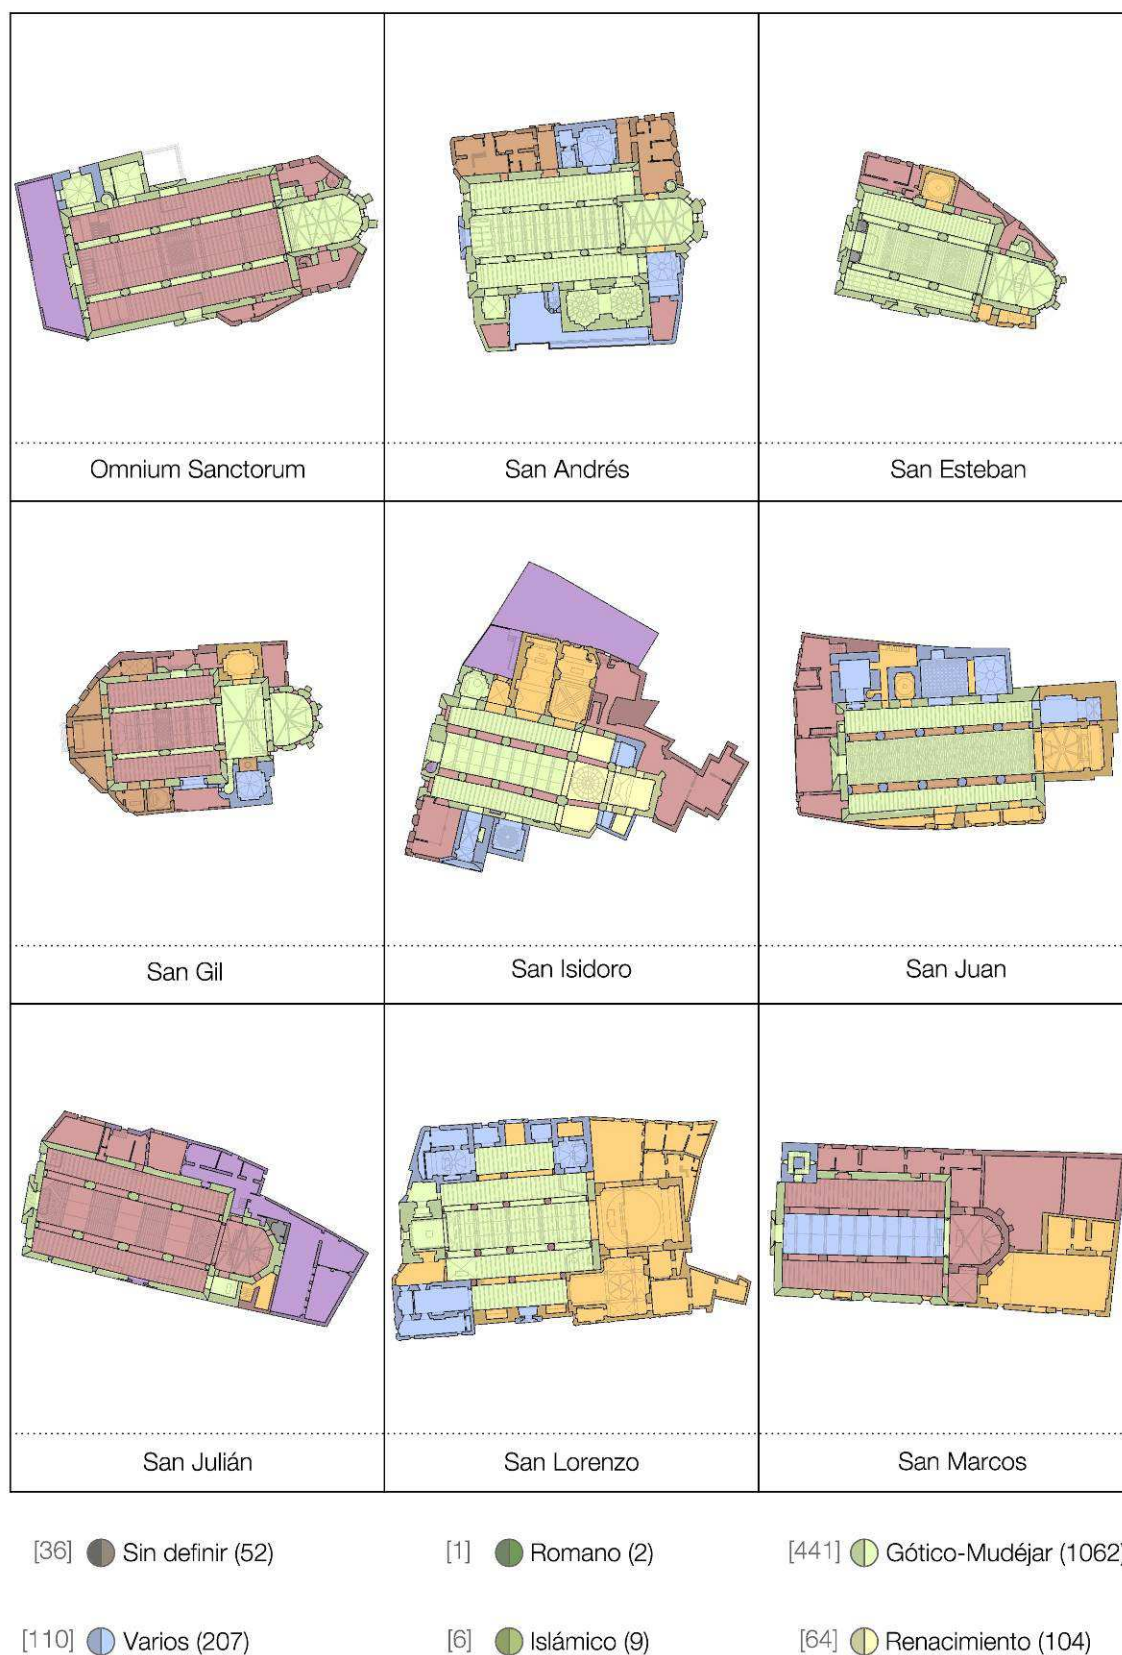 Omnium Sanctorum
San Andrés
San Esteban
San Gil
San Isidoro
San Juan
San Julián
San Lorenzo
San Marcos
[36] Sin definir (52)
[1] Romano (2)
[441] Gótico-Mudéjar (1062)
[110] Varios (207)
[6] Islámico (9)
[64] Renacimiento (104)